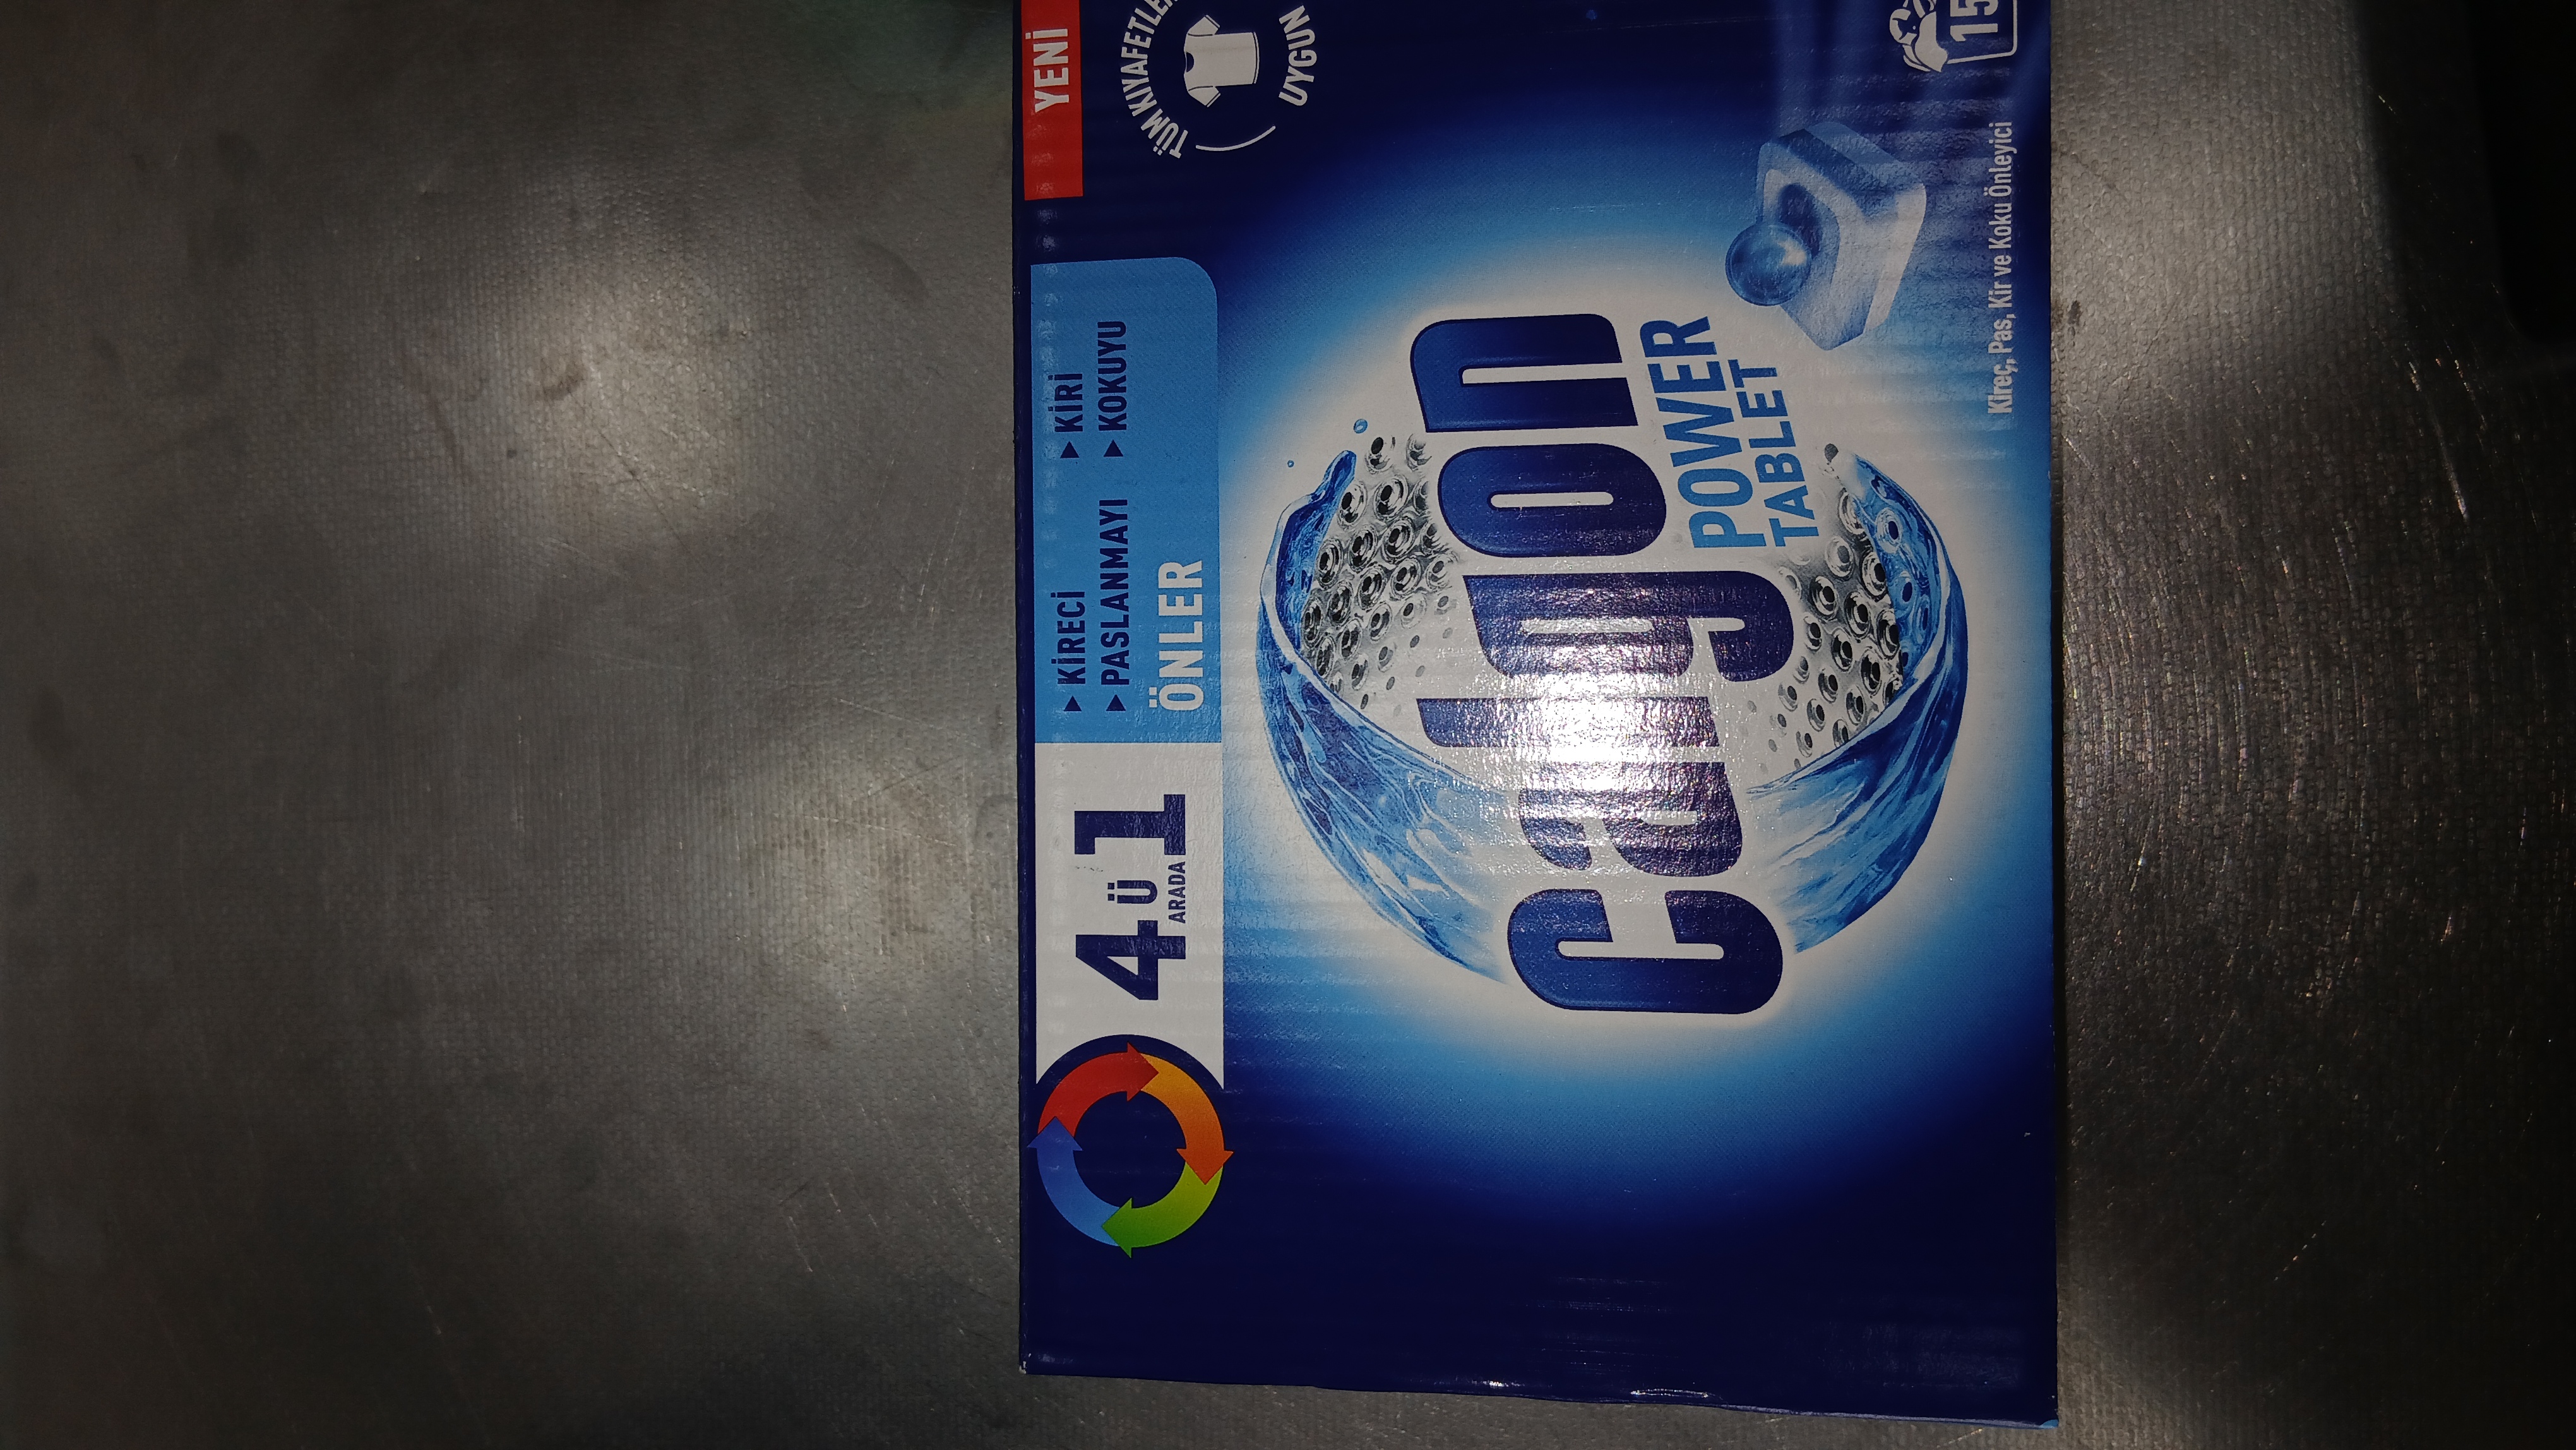 YENİ
4 Ü 1
ARADA
KİRECİ
KİRİ
PASLANMAYI
KOKUYU
ÖNLER
UYGUN
TÜM
calgon
POWER
TABLET
15
Kireç, Pas, Kir ve Koku Önleyici